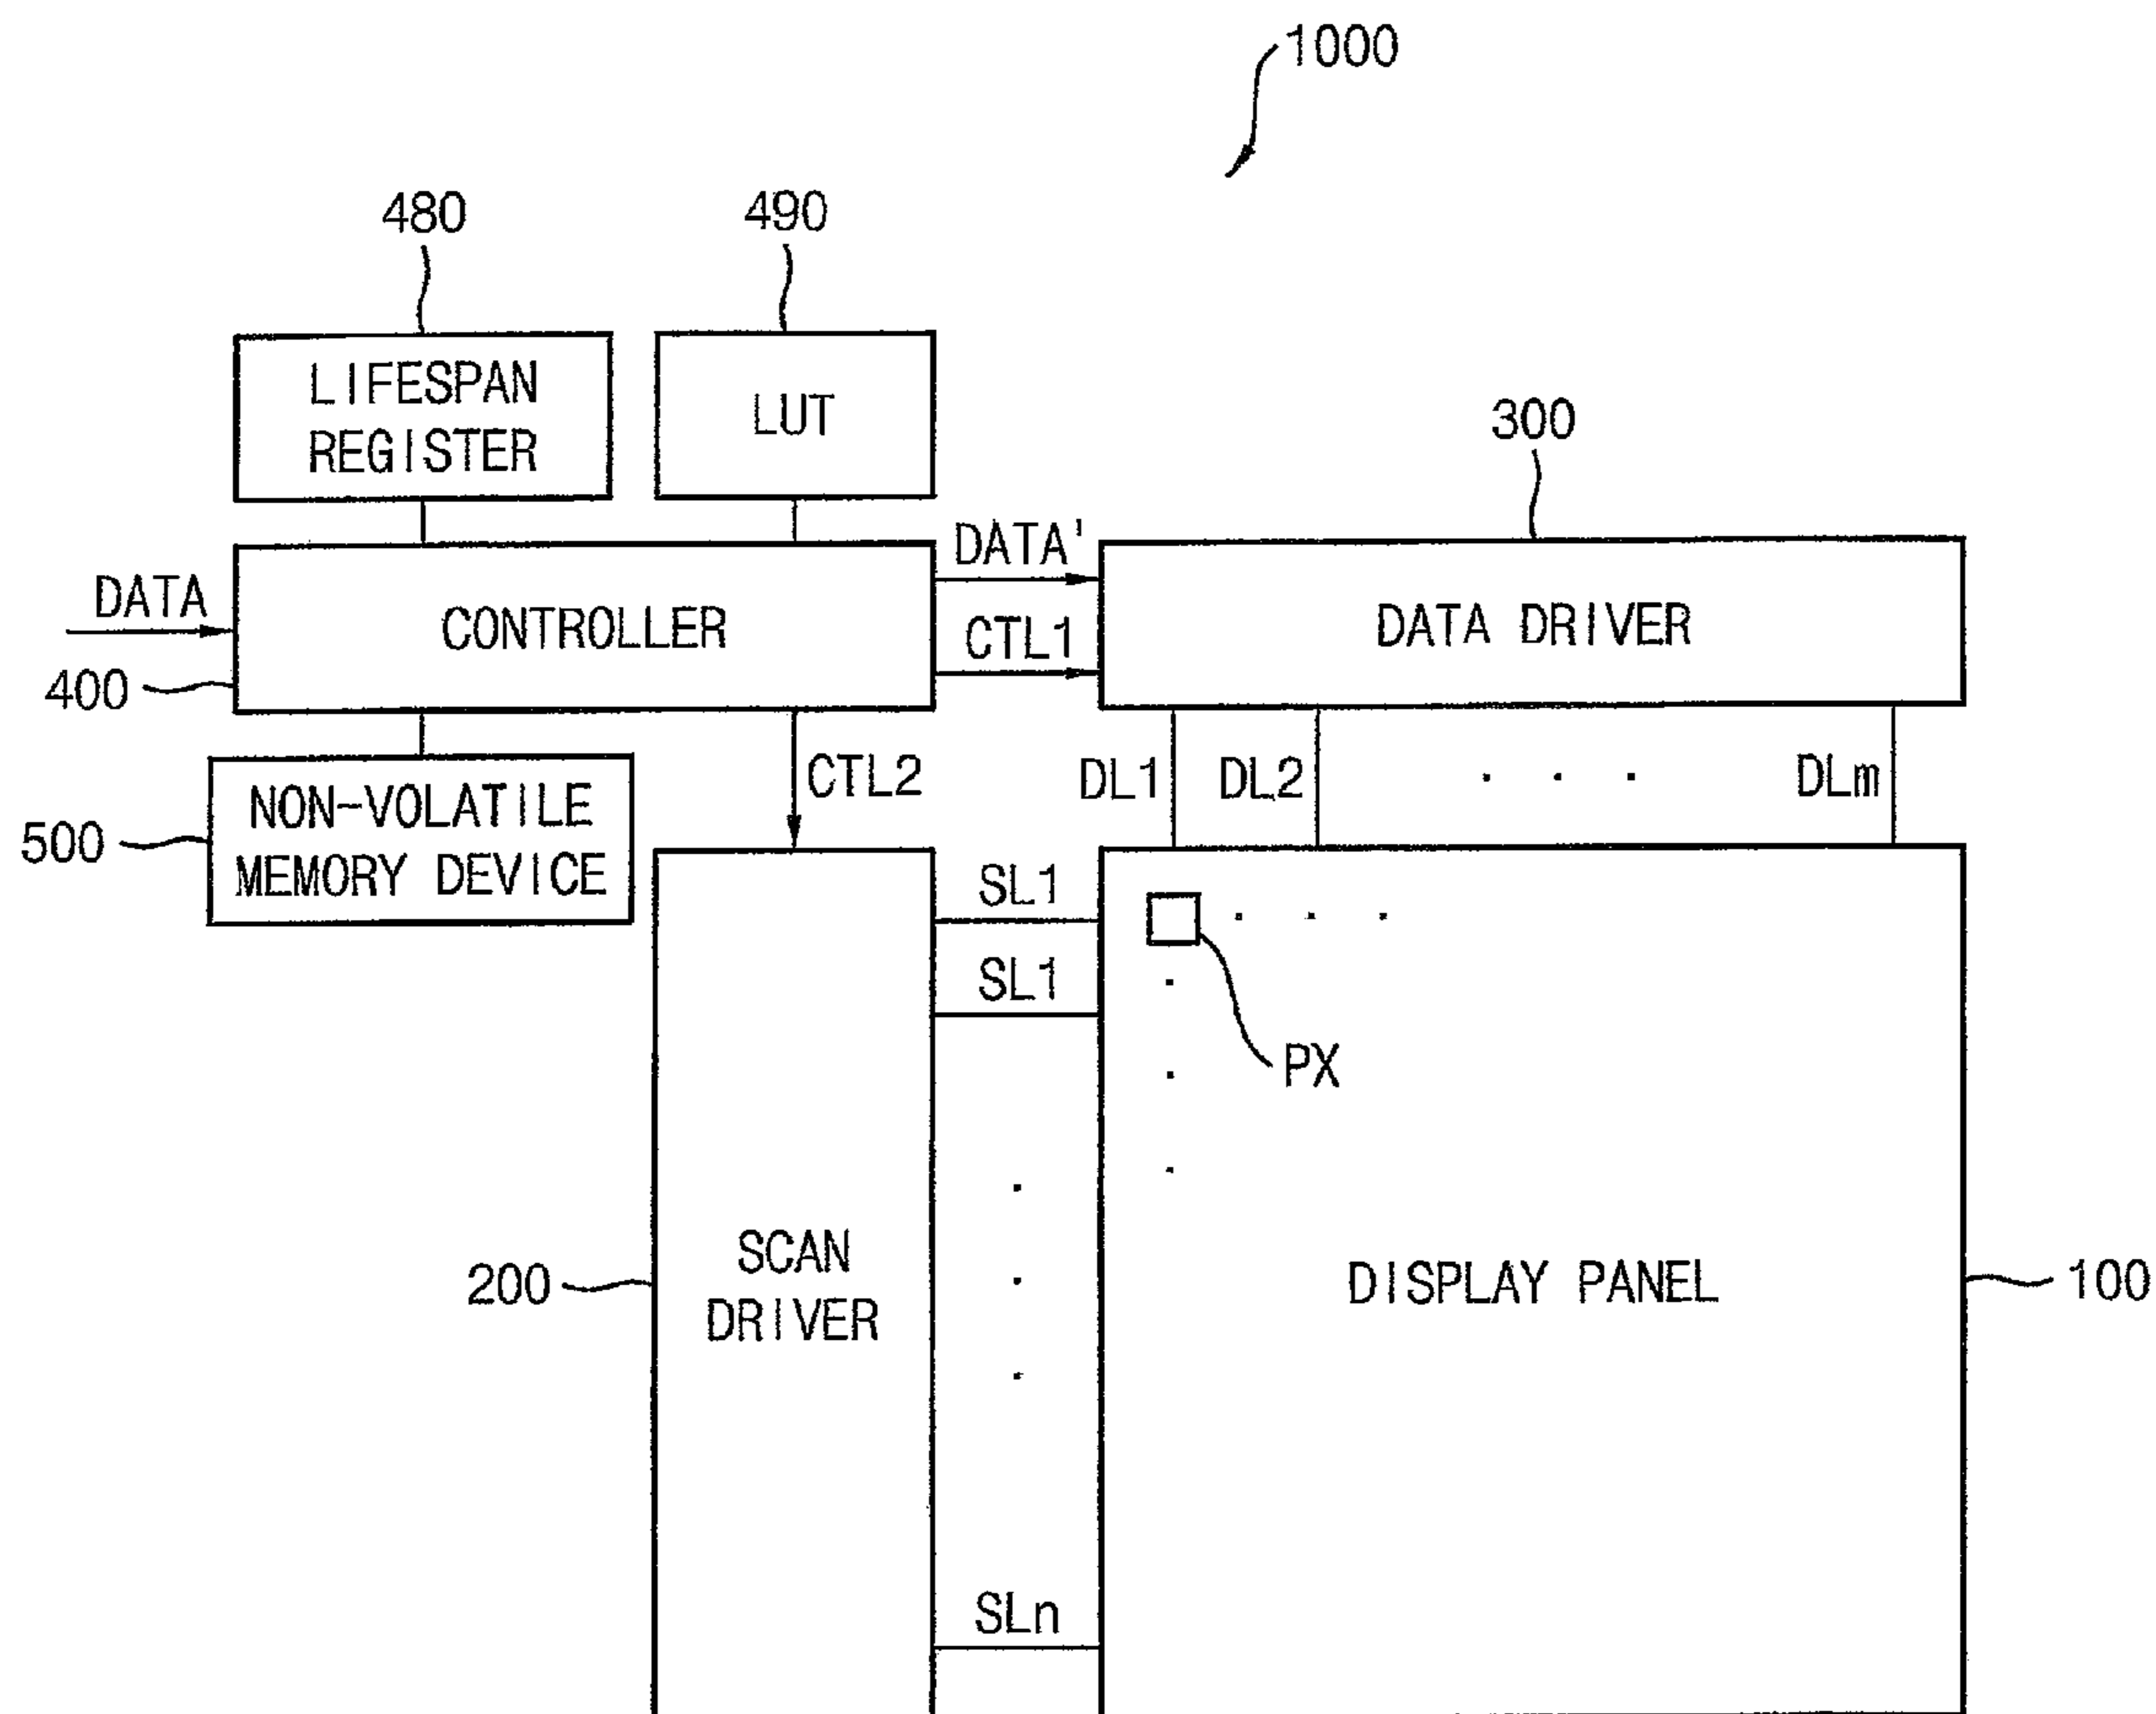 1000
480
490
LIFESPAN
REGISTER
LUT
300
DATA
CONTROLLER
DATA'
CTL1
DATA DRIVER
400
NON-VOLATILE
MEMORY DEVICE
500
CTL2
DL1
DL2
DLm
SL1
SL1
PX
SCAN
DRIVER
200
DISPLAY PANEL
100
SLn